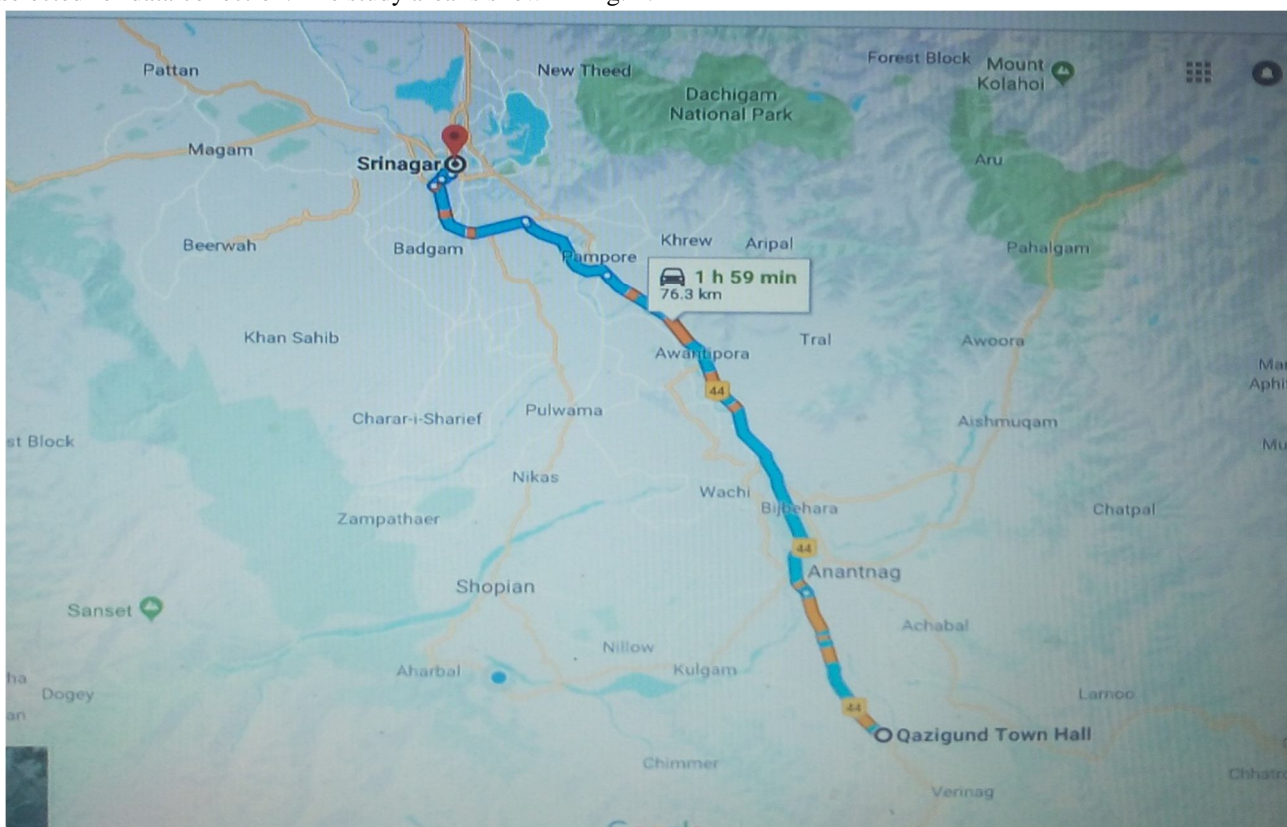 Pattan
New Theed
Forest Block
Mount
Kolahoi
Dachigam
National Park
Magam
Srinagar
Aru
Beerwah
Badgam
Pampore
Khrew
Aripal
Pahalgam
1 h 59 min
76.3 km
Khan Sahib
Awantipora
Tral
Awoora
44
Charar-i-Sharief
Pulwama
Aishmuqam
st Block
Nikas
Wachi
Bijbehara
Zampathaer
Chatpal
44
Anantnag
Shopian
Sanset
Achabal
Nillow
Aharbal
Kulgam
ha
Dogey
an
Larnoo
44
Qazigund Town Hall
Chimmer
Verinag